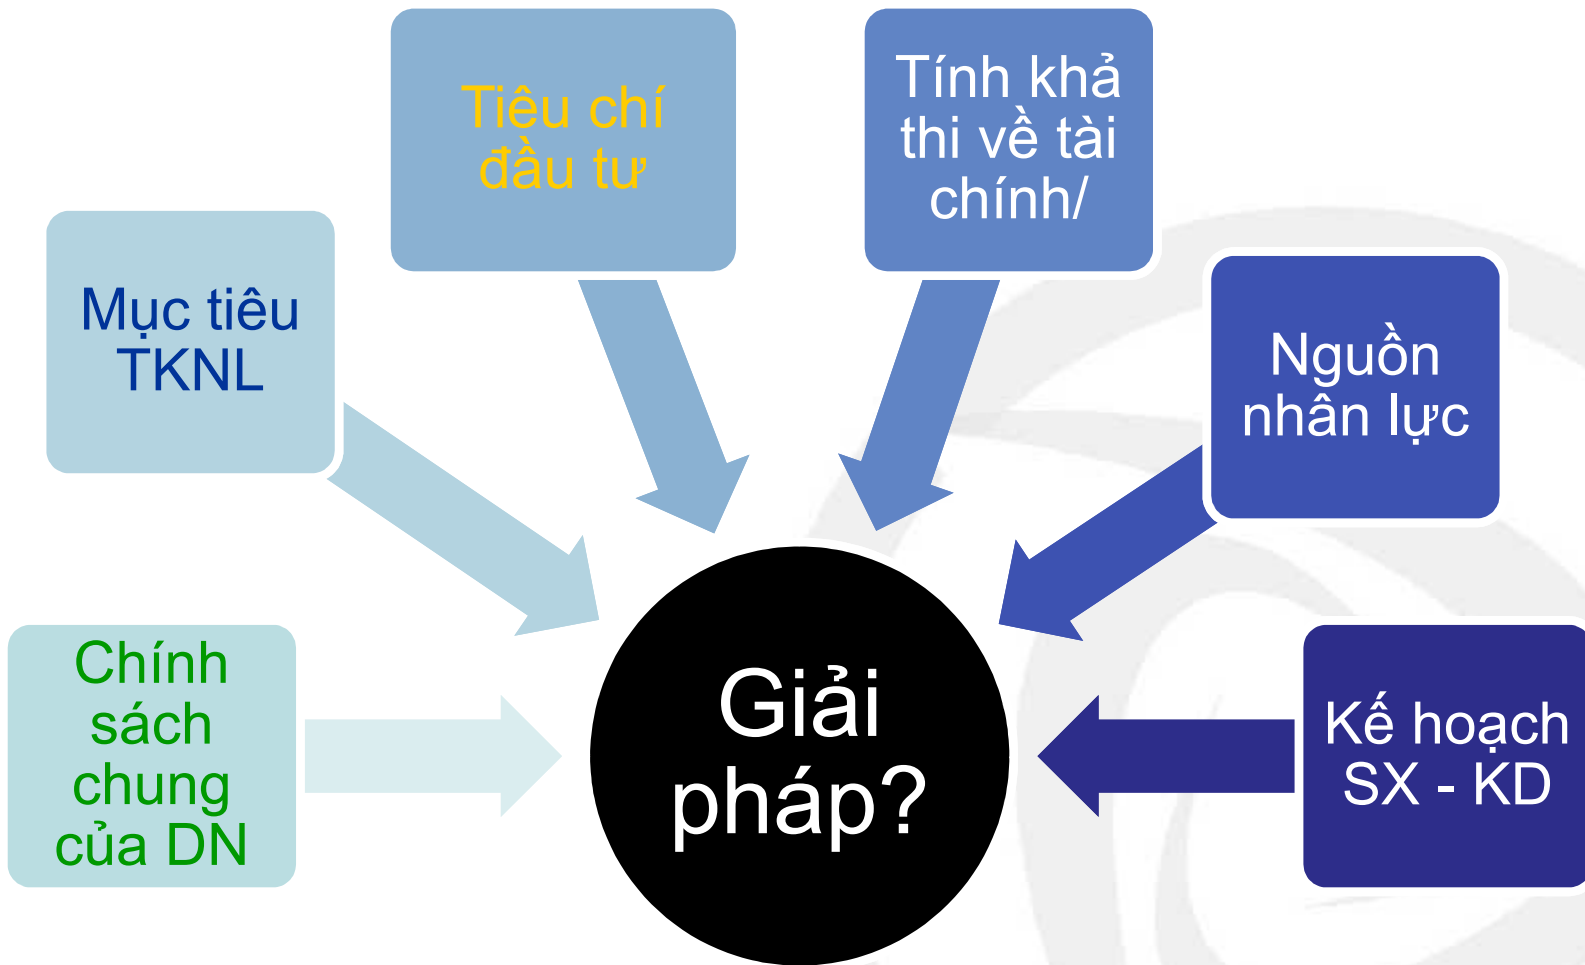 Tiêu chí
đầu tư
Tính khả
thi về tài
chính/
Mục tiêu
TKNL
Nguồn
nhân lực
Chính
sách
chung
của DN
Giải
pháp?
Kế hoạch
SX - KD